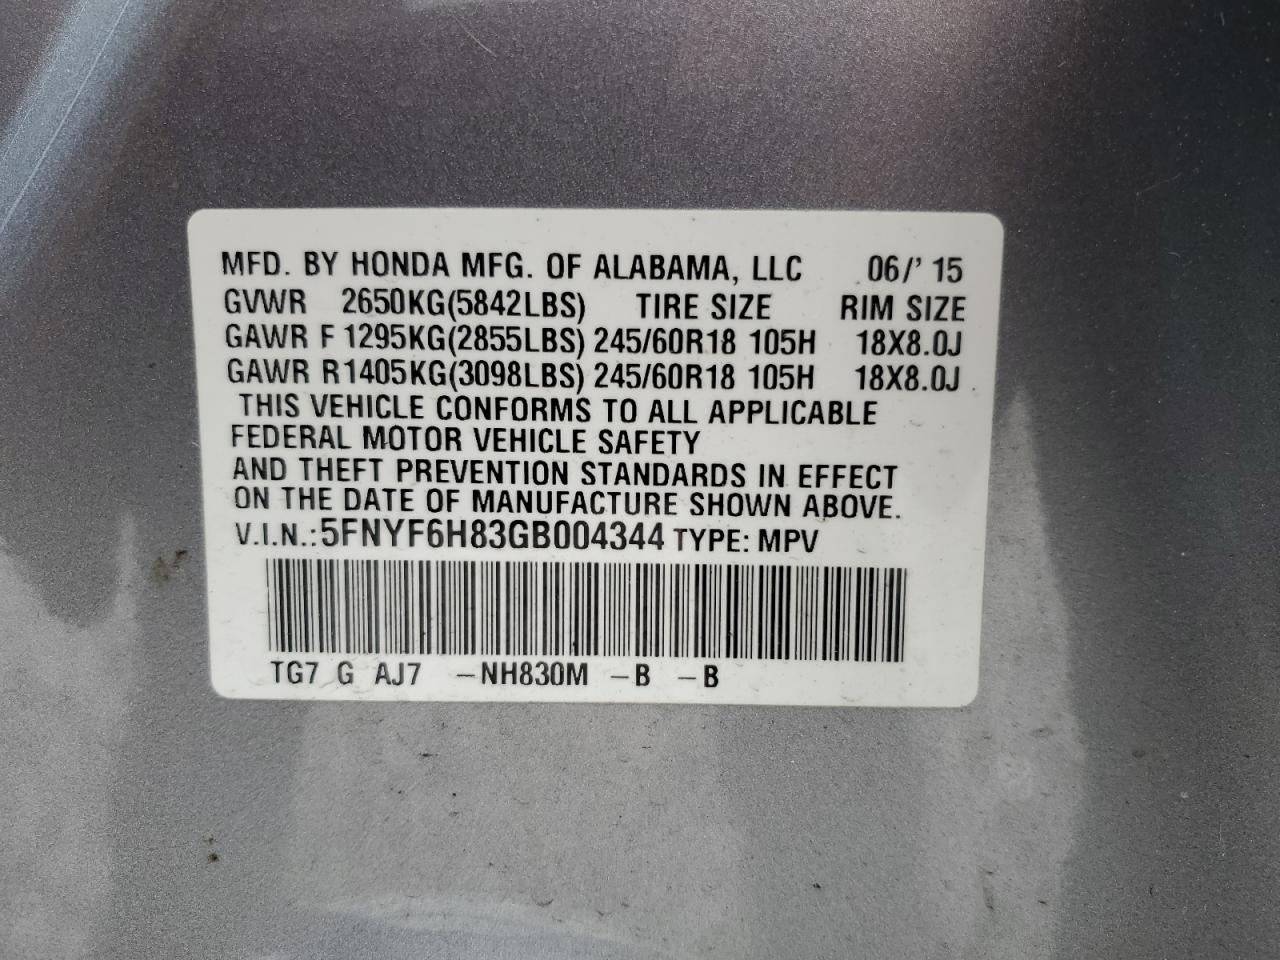 MFD. BY HONDA MFG. OF ALABAMA, LLC 06/' 15
GVWR 2650KG(5842LBS) TIRE SIZE RIM SIZE
GAWR F 1295KG(2855LBS) 245/60R18 105H 18X8.0J
GAWR R1405KG(3098LBS) 245/60R18 105H 18X8.0J
THIS VEHICLE CONFORMS TO ALL APPLICABLE
FEDERAL MOTOR VEHICLE SAFETY
AND THEFT PREVENTION STANDARDS IN EFFECT
ON THE DATE OF MANUFACTURE SHOWN ABOVE.
V.I.N.:5FNYF6H83GB004344 TYPE: MPV
TG7 G AJ7 –NH830M –B –B